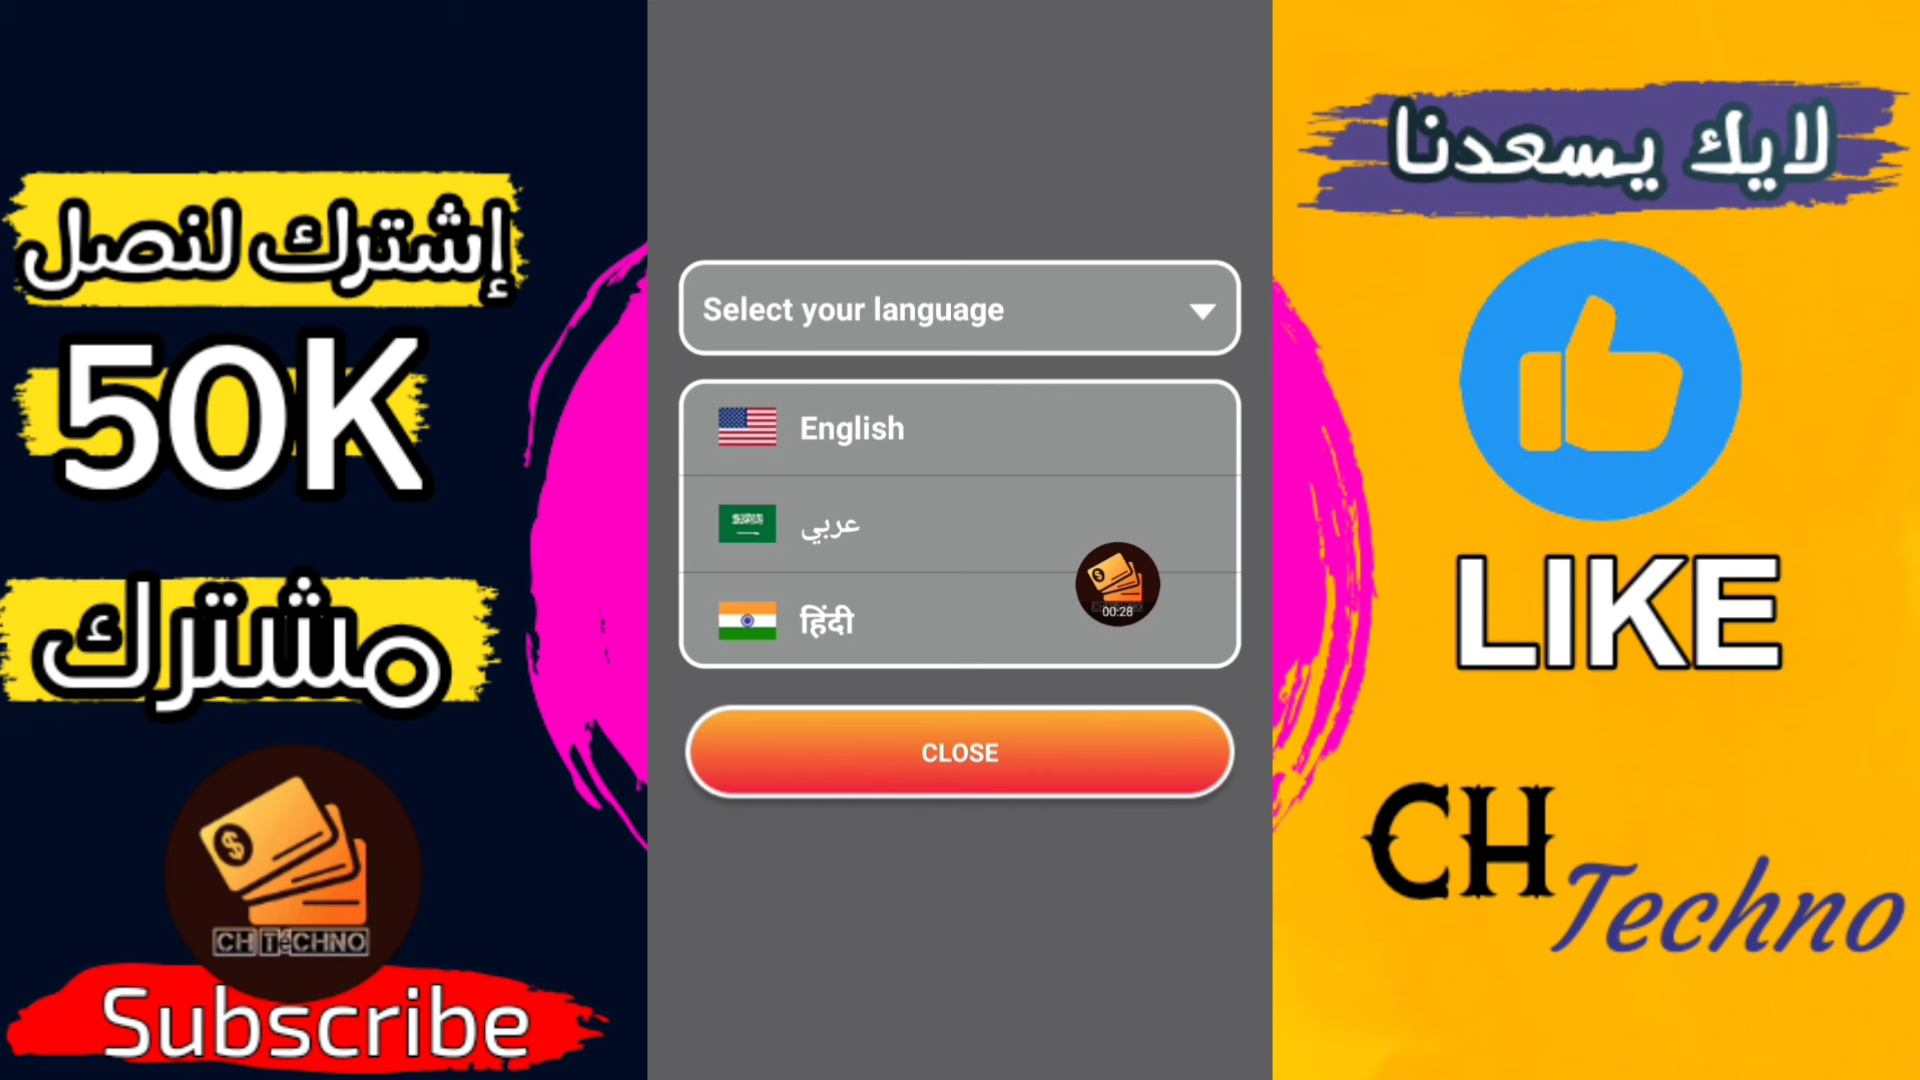 إشترك لنصل
50K
مشترك
CH TéCHNO
Subscribe
Select your language
English
عربي
हिंदी
00:28
CLOSE
لايك يسعدنا
LIKE
CH
Techno